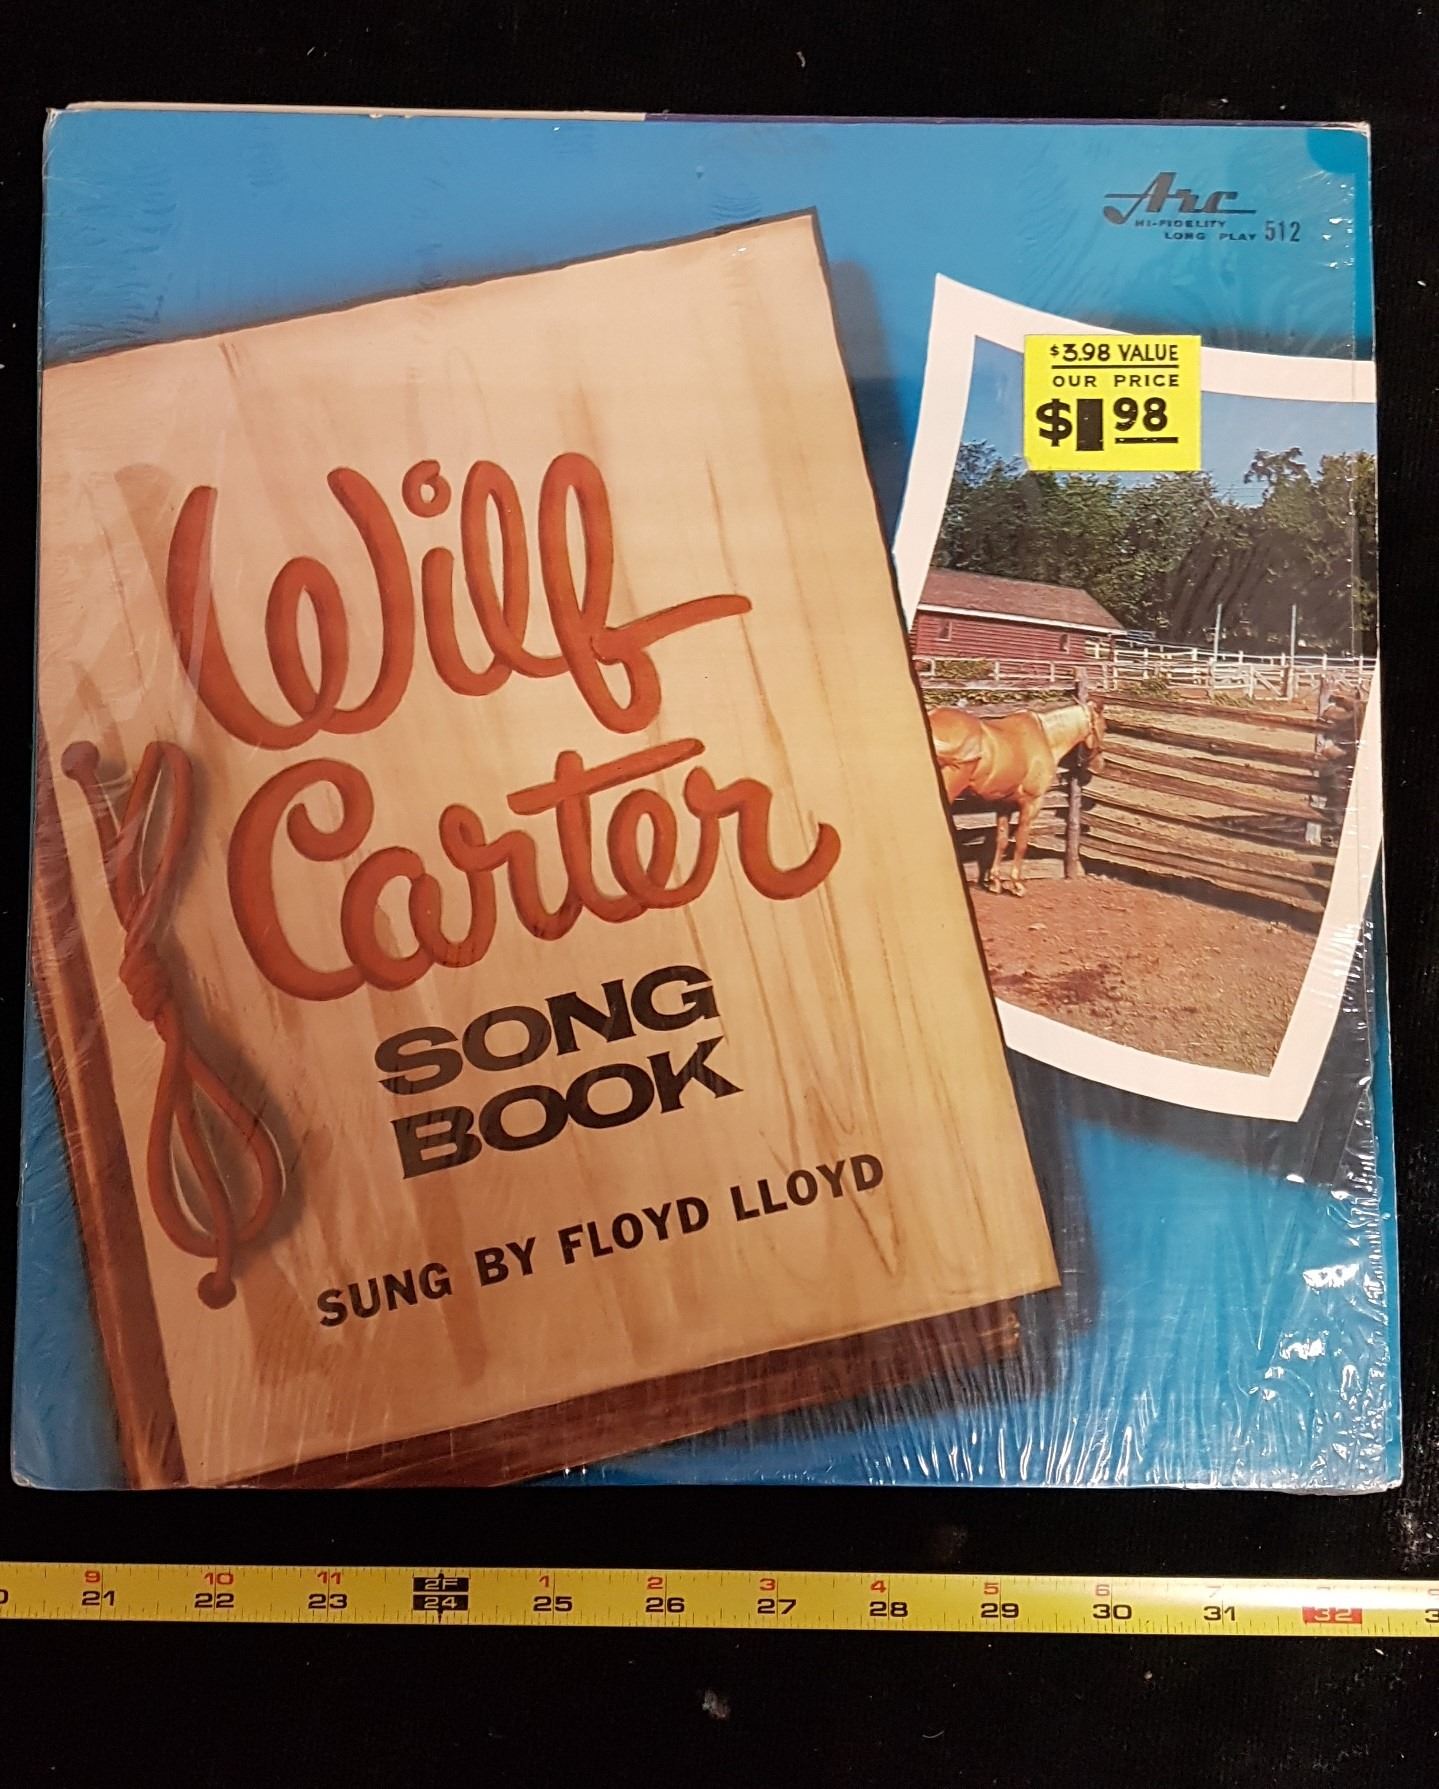 Arc
HI-FIDELITY
LONG PLAY 512
$3.98 VALUE
OUR PRICE
$1 98
Wilf
Carter
SONG
BOOK
SUNG BY FLOYD LLOYD
9 10 11 2F 1 2 3 4 5 6 7
21 22 23 24 25 26 27 28 29 30 31 32